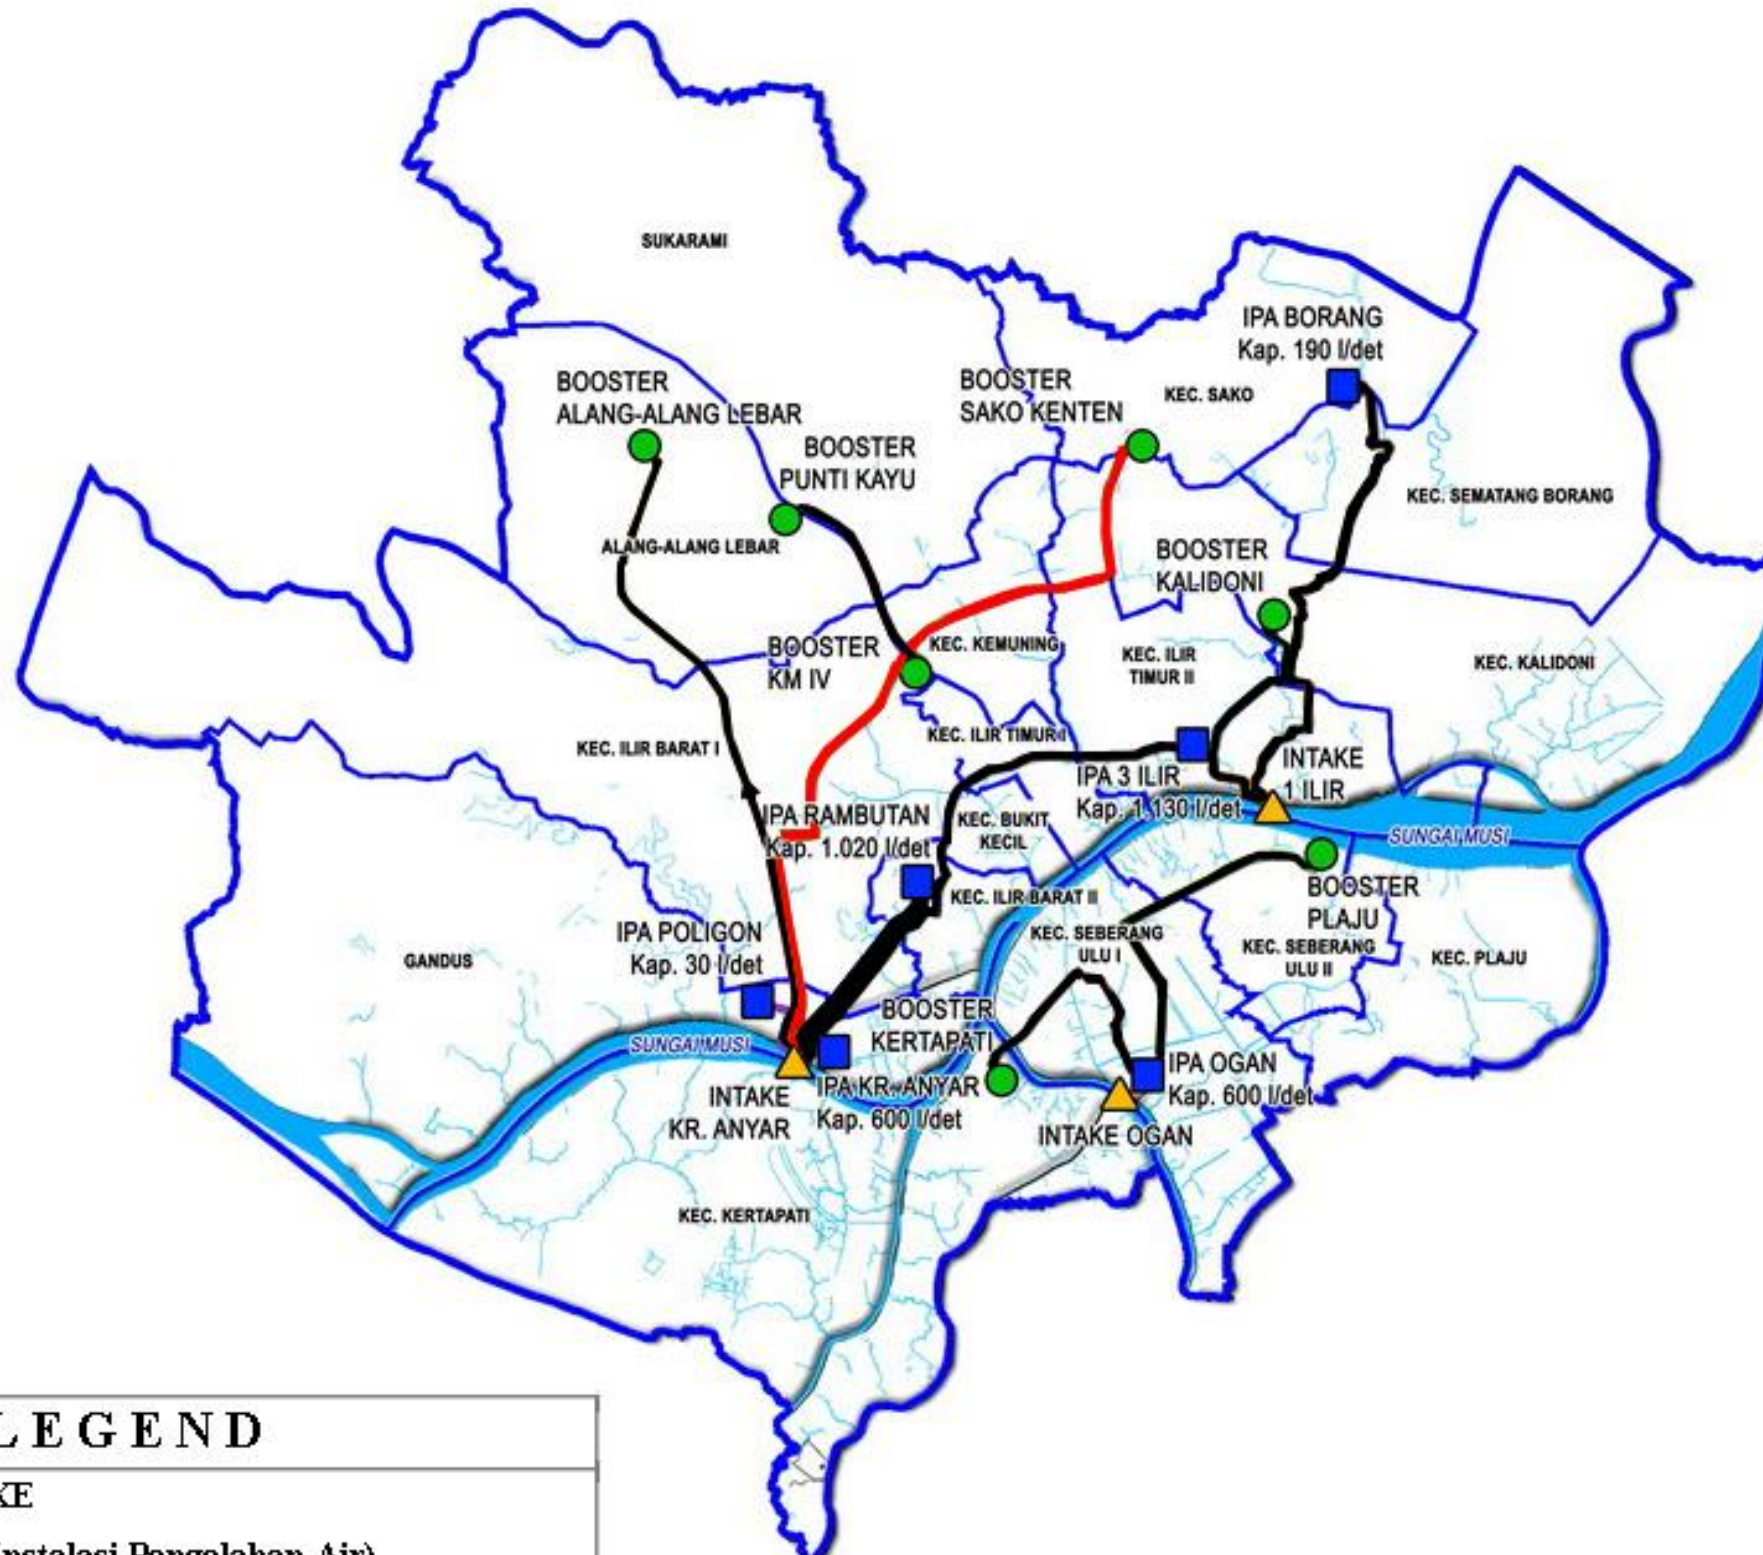 SUKARAMI
IPA BORANG
Kap. 190 l/det
BOOSTER
ALANG-ALANG LEBAR
BOOSTER
SAKO KENTEN
KEC. SAKO
BOOSTER
PUNTI KAYU
KEC. SEMATANG BORANG
ALANG-ALANG LEBAR
BOOSTER
KALIDONI
BOOSTER
KM IV
KEC. KEMUNING
KEC. ILIR
TIMUR II
KEC. KALIDONI
KEC. ILIR BARAT I
KEC. ILIR TIMUR I
INTAKE
1 ILIR
IPA 3 ILIR
Kap. 1.130 l/det
IPA RAMBUTAN
Kap. 1.020 l/det
KEC. BUKIT
KECIL
SUNGAI MUSI
BOOSTER
PLAJU
KEC. ILIR BARAT II
IPA POLIGON
Kap. 30 l/det
KEC. SEBERANG
ULU I
KEC. SEBERANG
ULU II
KEC. PLAJU
GANDUS
BOOSTER
KERTAPATI
SUNGAI MUSI
IPA OGAN
Kap. 600 l/det
INTAKE
KR. ANYAR
IPA KR. ANYAR
Kap. 600 l/det
INTAKE OGAN
KEC. KERTAPATI
LEGEND
KE
Instalasi Pengolahan Air)